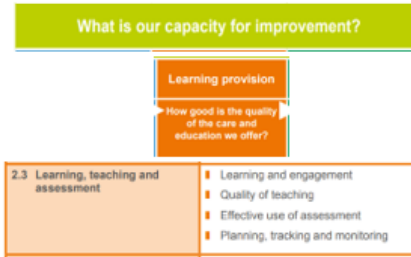 What is our capacity for improvement?
Learning provision
How good is the quality
of the care and
education we offer?
2.3 Learning, teaching and
assessment
Learning and engagement
Quality of teaching
Effective use of assessment
Planning, tracking and monitoring